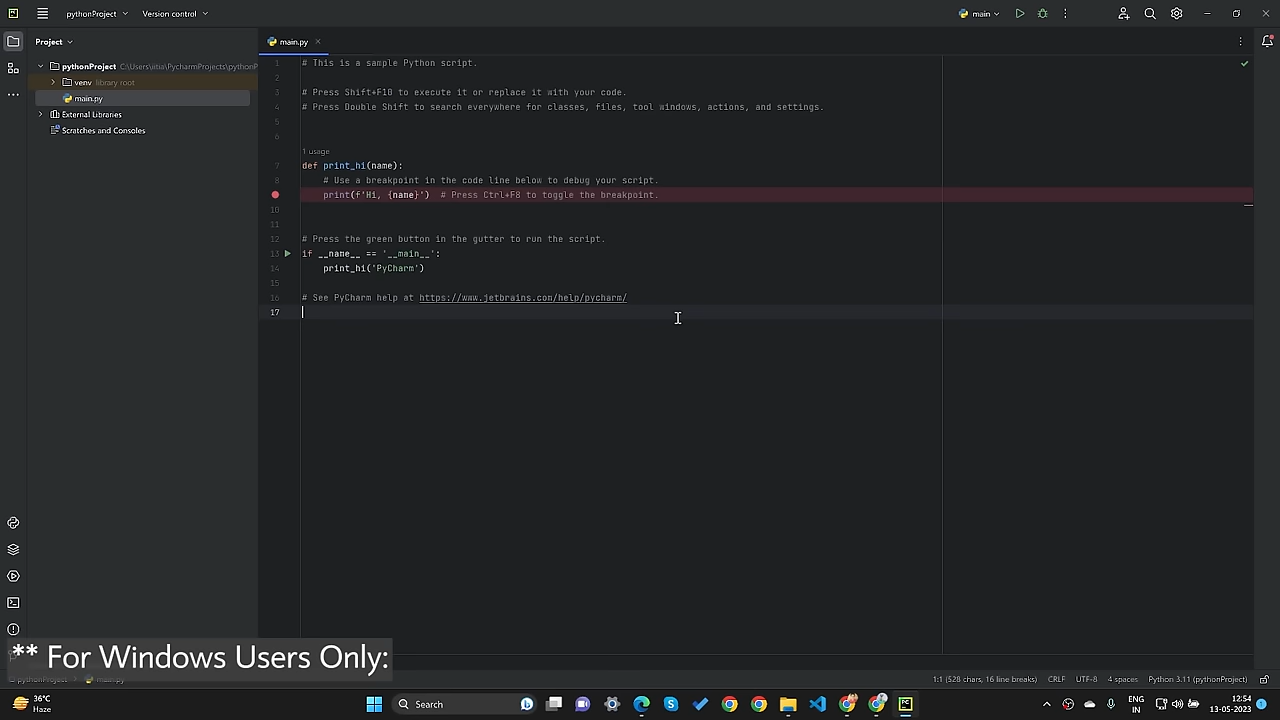 pythonProject
Version control
main
Project
main.py
pythonProject C:\Users\iitia\PycharmProjects\pythonP
venv library root
main.py
External Libraries
Scratches and Consoles
1 # This is a sample Python script.
2
3 # Press Shift+F10 to execute it or replace it with your code.
4 # Press Double Shift to search everywhere for classes, files, tool windows, actions, and settings.
5
6
1 usage
7 def print_hi(name):
8 # Use a breakpoint in the code line below to debug your script.
print(f'Hi, {name}') # Press Ctrl+F8 to toggle the breakpoint.
10
11
12 # Press the green button in the gutter to run the script.
13 if __name__ == '__main__':
14 print_hi('PyCharm')
15
16 # See PyCharm help at https://www.jetbrains.com/help/pycharm/
17
** For Windows Users Only:
pythonProject
main.py
1:1 (528 chars, 16 line breaks)
CRLF
UTF-8
4 spaces
Python 3.11 (pythonProject)
36°C
Haze
Search
ENG
IN
12:54
13-05-2023